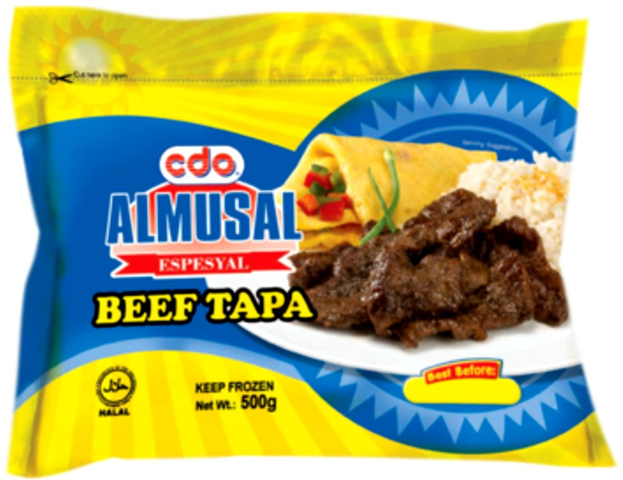 Cut here to open
Serving Suggestion
cdo
ALMUSAL
ESPESYAL
BEEF TAPA
Best Before:
KEEP FROZEN
Net Wt.: 500g
HALAL